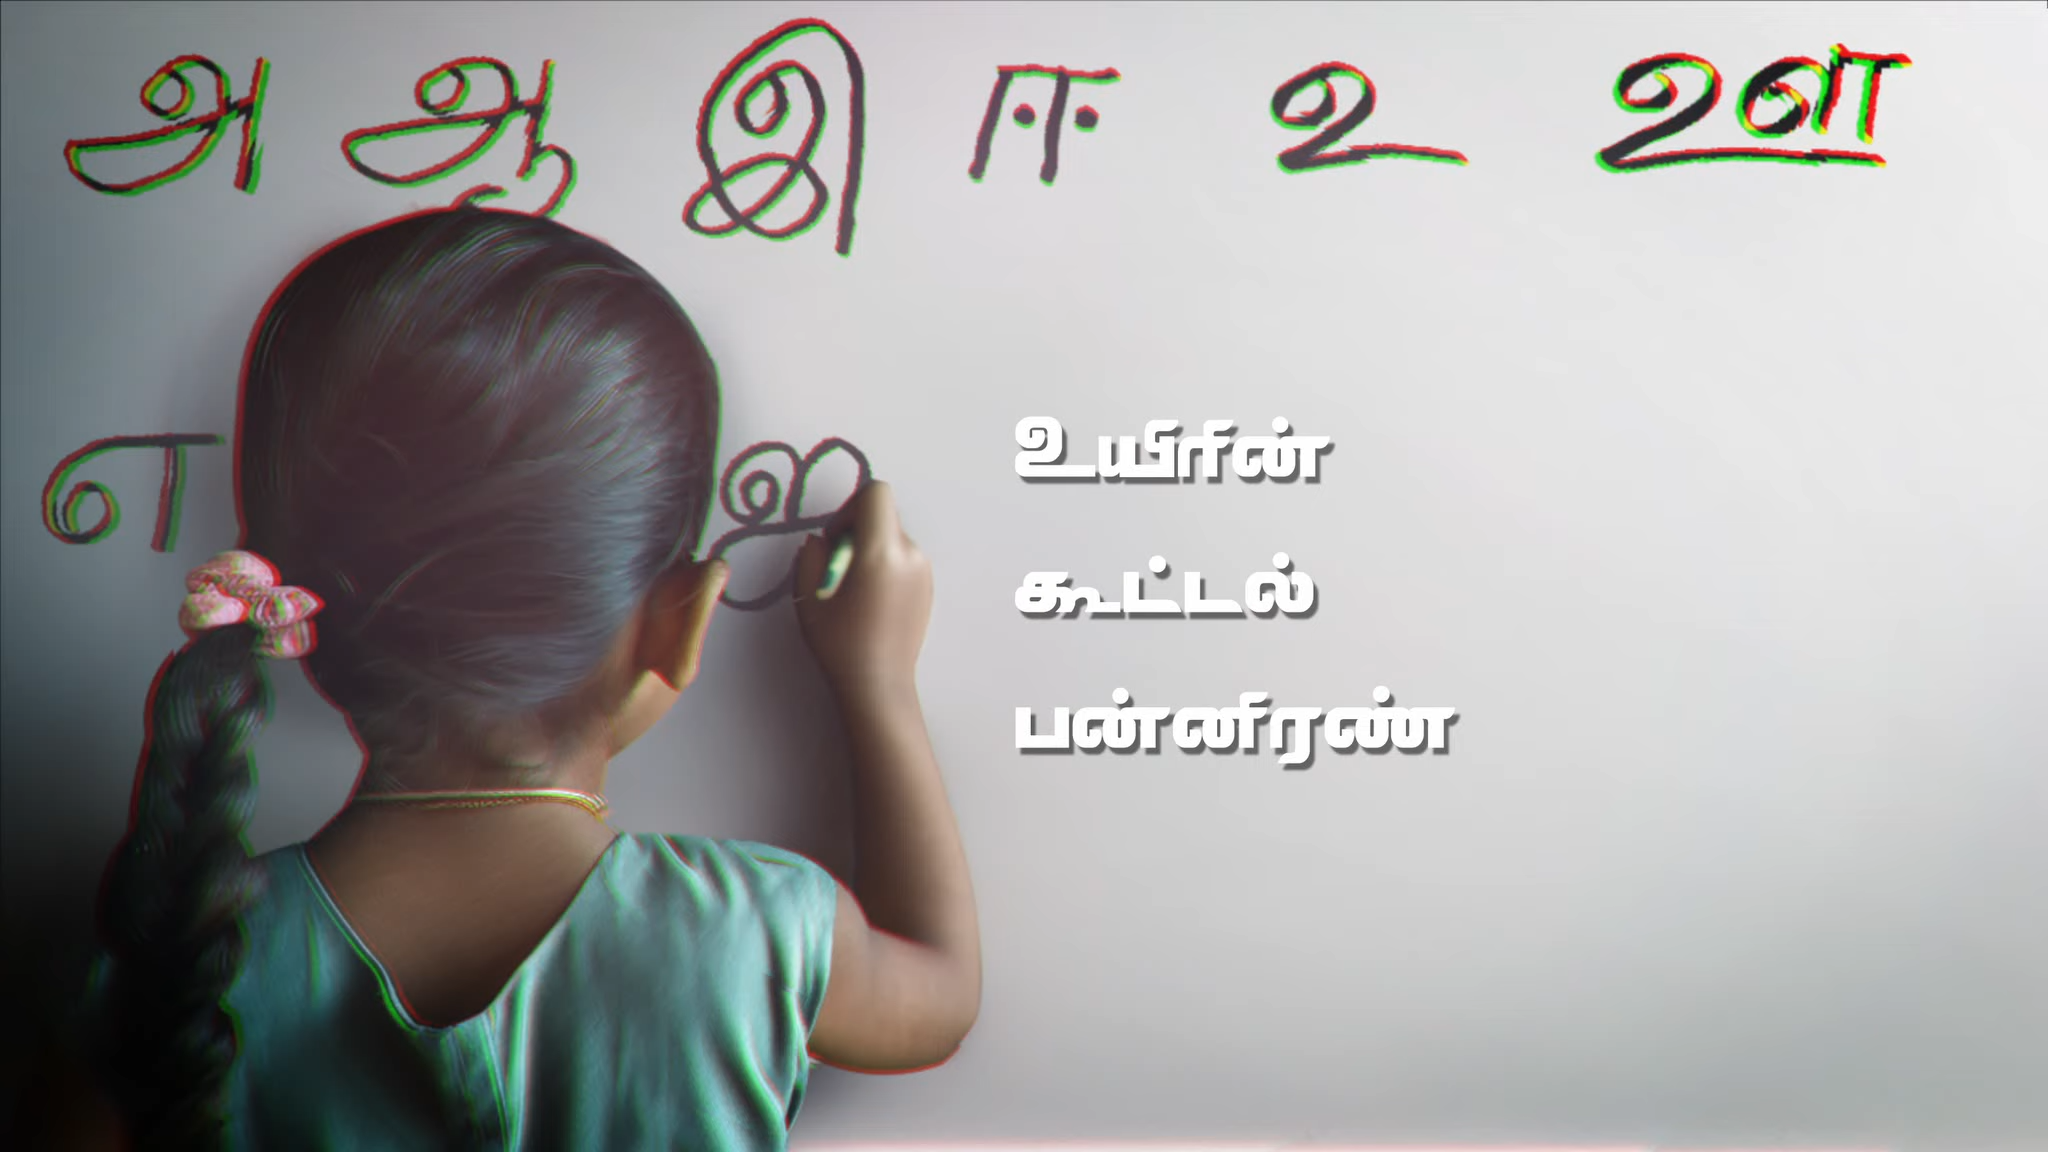 அ ஆ இ ஈ உ ஊ
எ ஐ
உயிரின்
கூட்டல்
பன்னிரண்